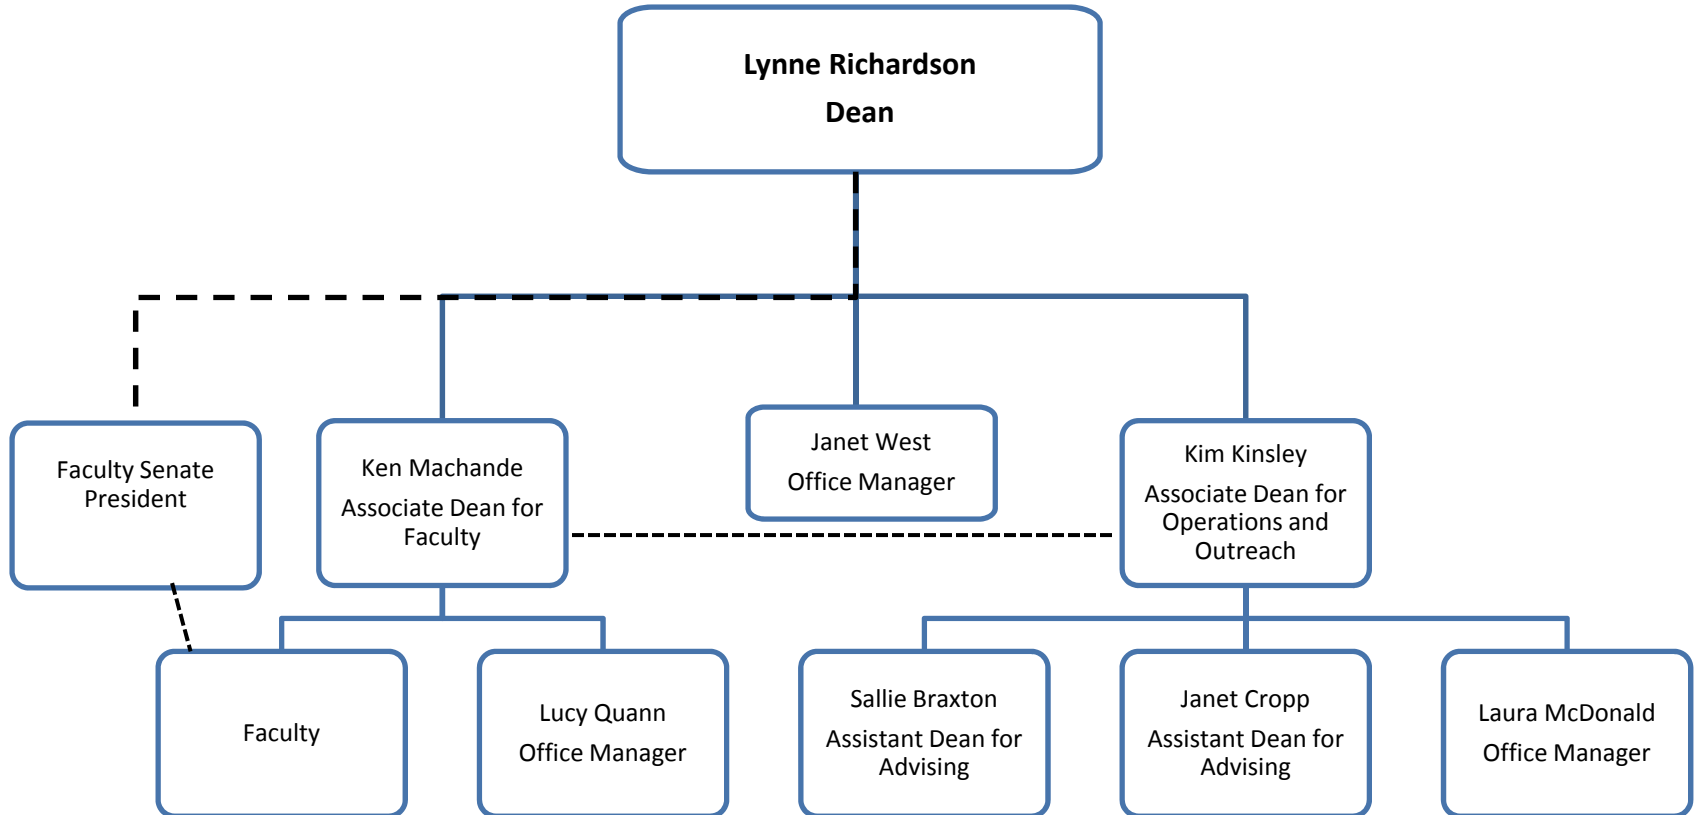 Lynne Richardson
Dean
Faculty Senate
President
Ken Machande
Associate Dean for
Faculty
Janet West
Office Manager
Kim Kinsley
Associate Dean for
Operations and
Outreach
Faculty
Lucy Quann
Office Manager
Sallie Braxton
Assistant Dean for
Advising
Janet Cropp
Assistant Dean for
Advising
Laura McDonald
Office Manager